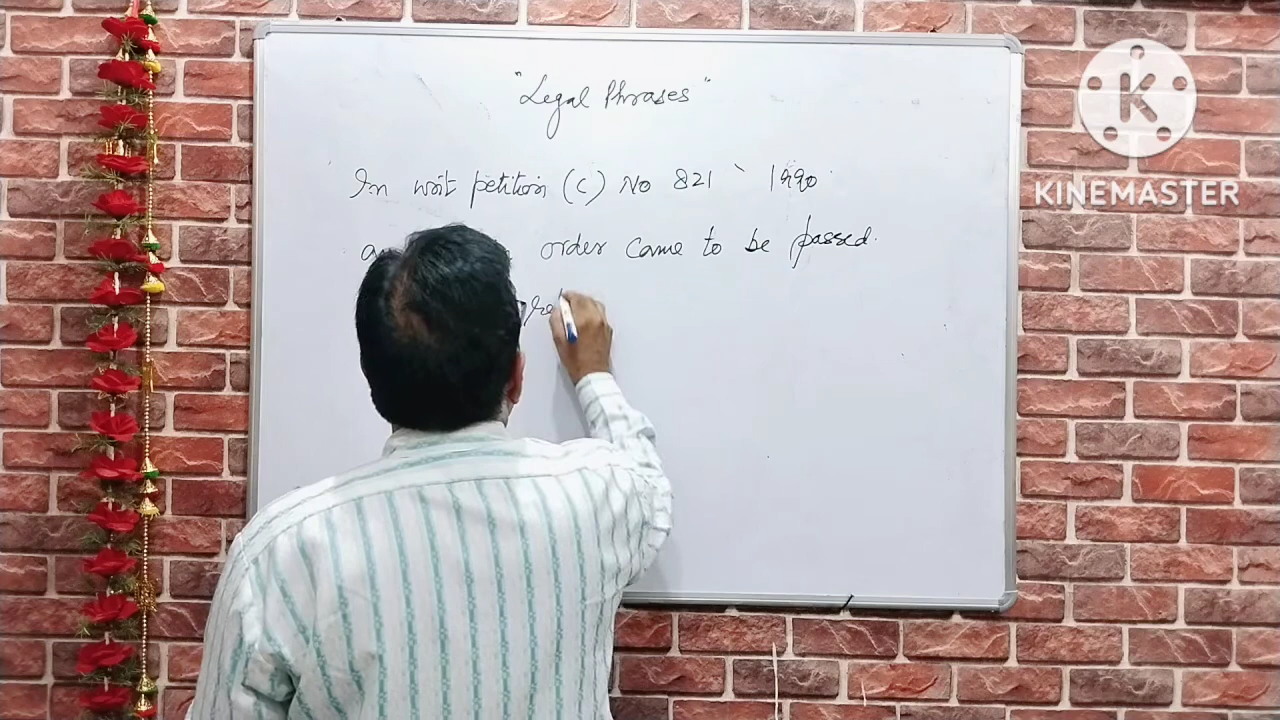 "Legal Phrases"
In writ petition (C) No 821 ` 1990
order came to be passed.
KINEMASTER